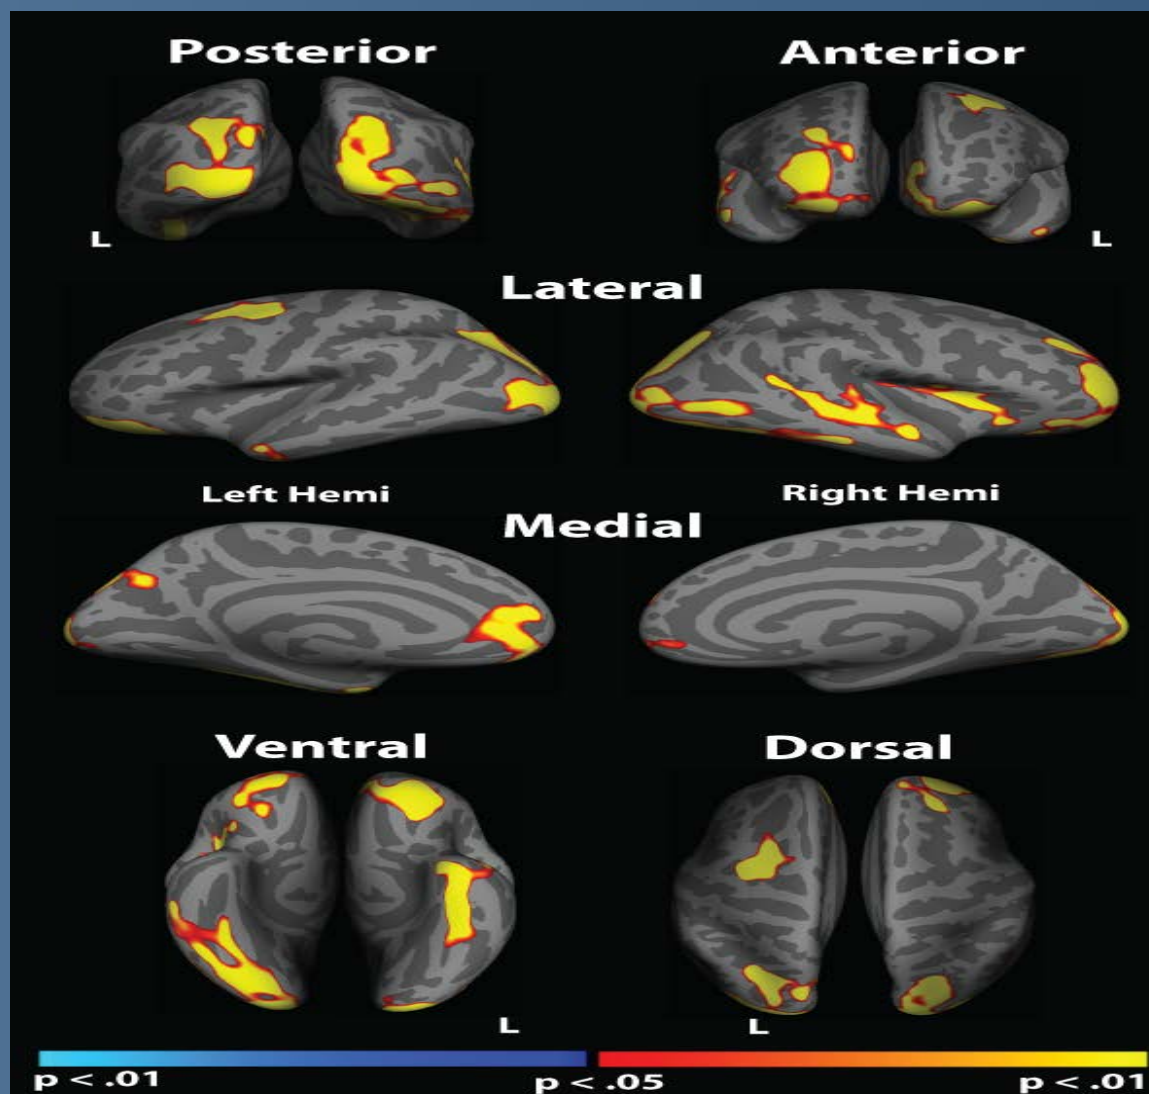 Posterior Anterior
L L
Lateral
Left Hemi Right Hemi
Medial
Ventral Dorsal
L L
p < .01 p < .05 p < .01